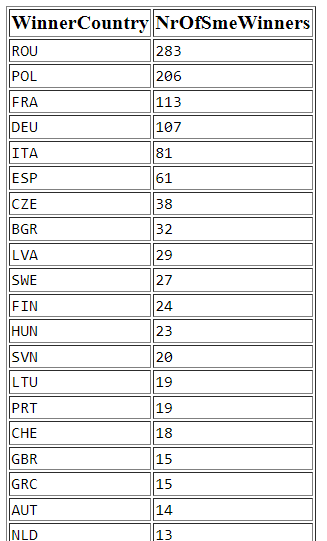 WinnerCountry NrOfSmeWinners
ROU 283
POL 206
FRA 113
DEU 107
ITA 81
ESP 61
CZE 38
BGR 32
LVA 29
SWE 27
FIN 24
HUN 23
SVN 20
LTU 19
PRT 19
CHE 18
GBR 15
GRC 15
AUT 14
NLD 13